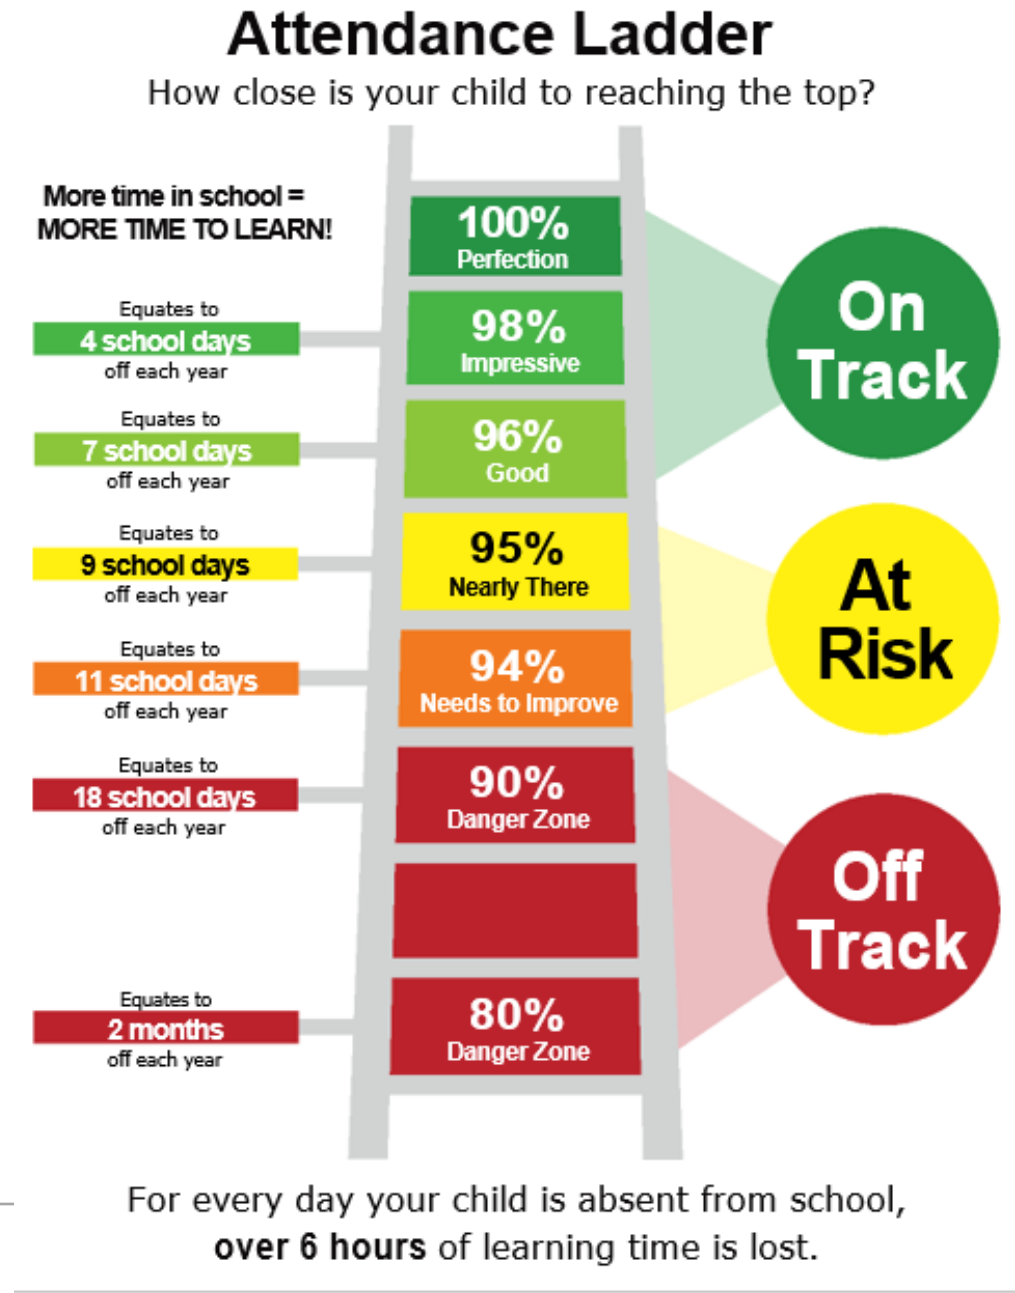 Attendance Ladder
How close is your child to reaching the top?
More time in school =
MORE TIME TO LEARN!
100%
Perfection
Equates to
4 school days
off each year
98%
Impressive
On
Track
Equates to
7 school days
off each year
96%
Good
Equates to
9 school days
off each year
95%
Nearly There
At
Risk
Equates to
11 school days
off each year
94%
Needs to Improve
Equates to
18 school days
off each year
90%
Danger Zone
Off
Track
Equates to
2 months
off each year
80%
Danger Zone
For every day your child is absent from school,
over 6 hours of learning time is lost.